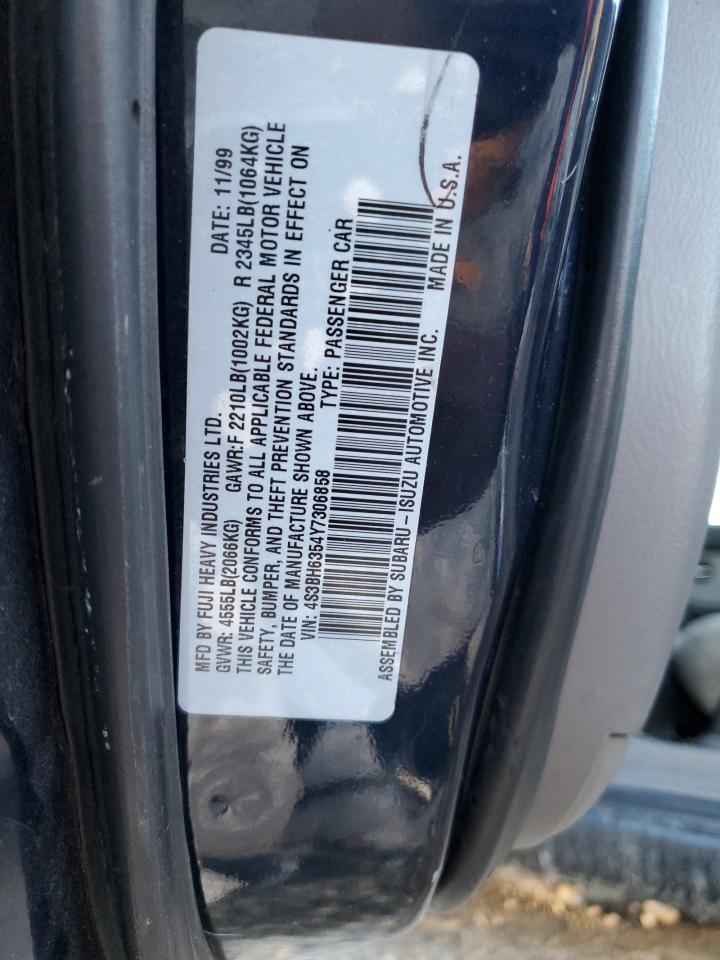 MFD BY FUJI HEAVY INDUSTRIES LTD. DATE: 11/99
GVWR: 4555LB(2066KG) GAWR:F 2210LB(1002KG) R 2345LB(1064KG)
THIS VEHICLE CONFORMS TO ALL APPLICABLE FEDERAL MOTOR VEHICLE
SAFETY, BUMPER, AND THEFT PREVENTION STANDARDS IN EFFECT ON
THE DATE OF MANUFACTURE SHOWN ABOVE.
VIN: 4S3BH6354Y7306858 TYPE: PASSENGER CAR
ASSEMBLED BY SUBARU-ISUZU AUTOMOTIVE INC. MADE IN U.S.A.